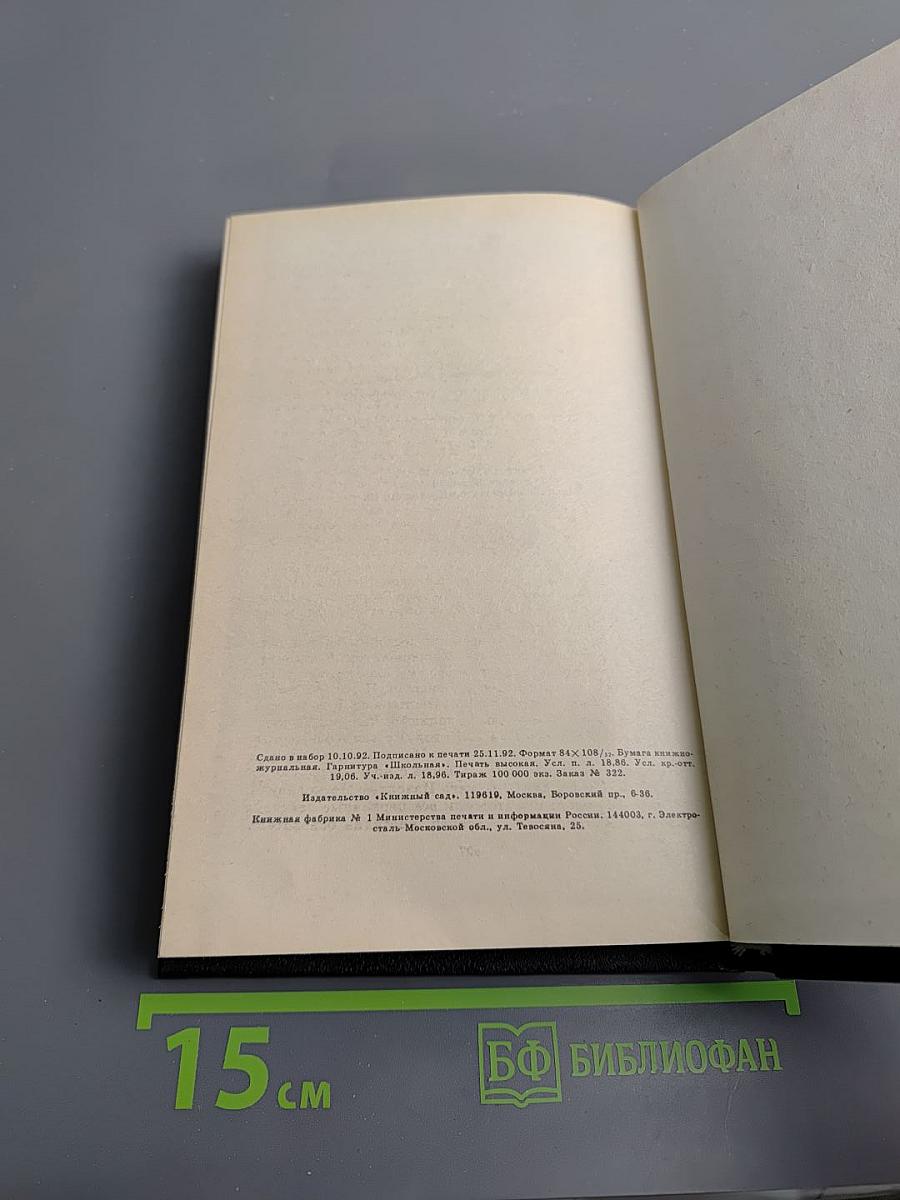 Сдано в набор 10.10.92. Подписано к печати 25.11.92. Формат 84×108/32. Бумага книжно-
журнальная. Гарнитура «Школьная». Печать высокая. Усл. п. л. 18,86. Усл. кр.-отт.
19,06. Уч.-изд. л. 18,96. Тираж 100 000 экз. Заказ № 322.
Издательство «Книжный сад». 119619, Москва, Боровский пр., 6-36.
Книжная фабрика № 1 Министерства печати и информации России. 144003, г. Электро-
сталь Московской обл., ул. Тевосяна, 25.
15 см
БФ БИБЛИОФАН